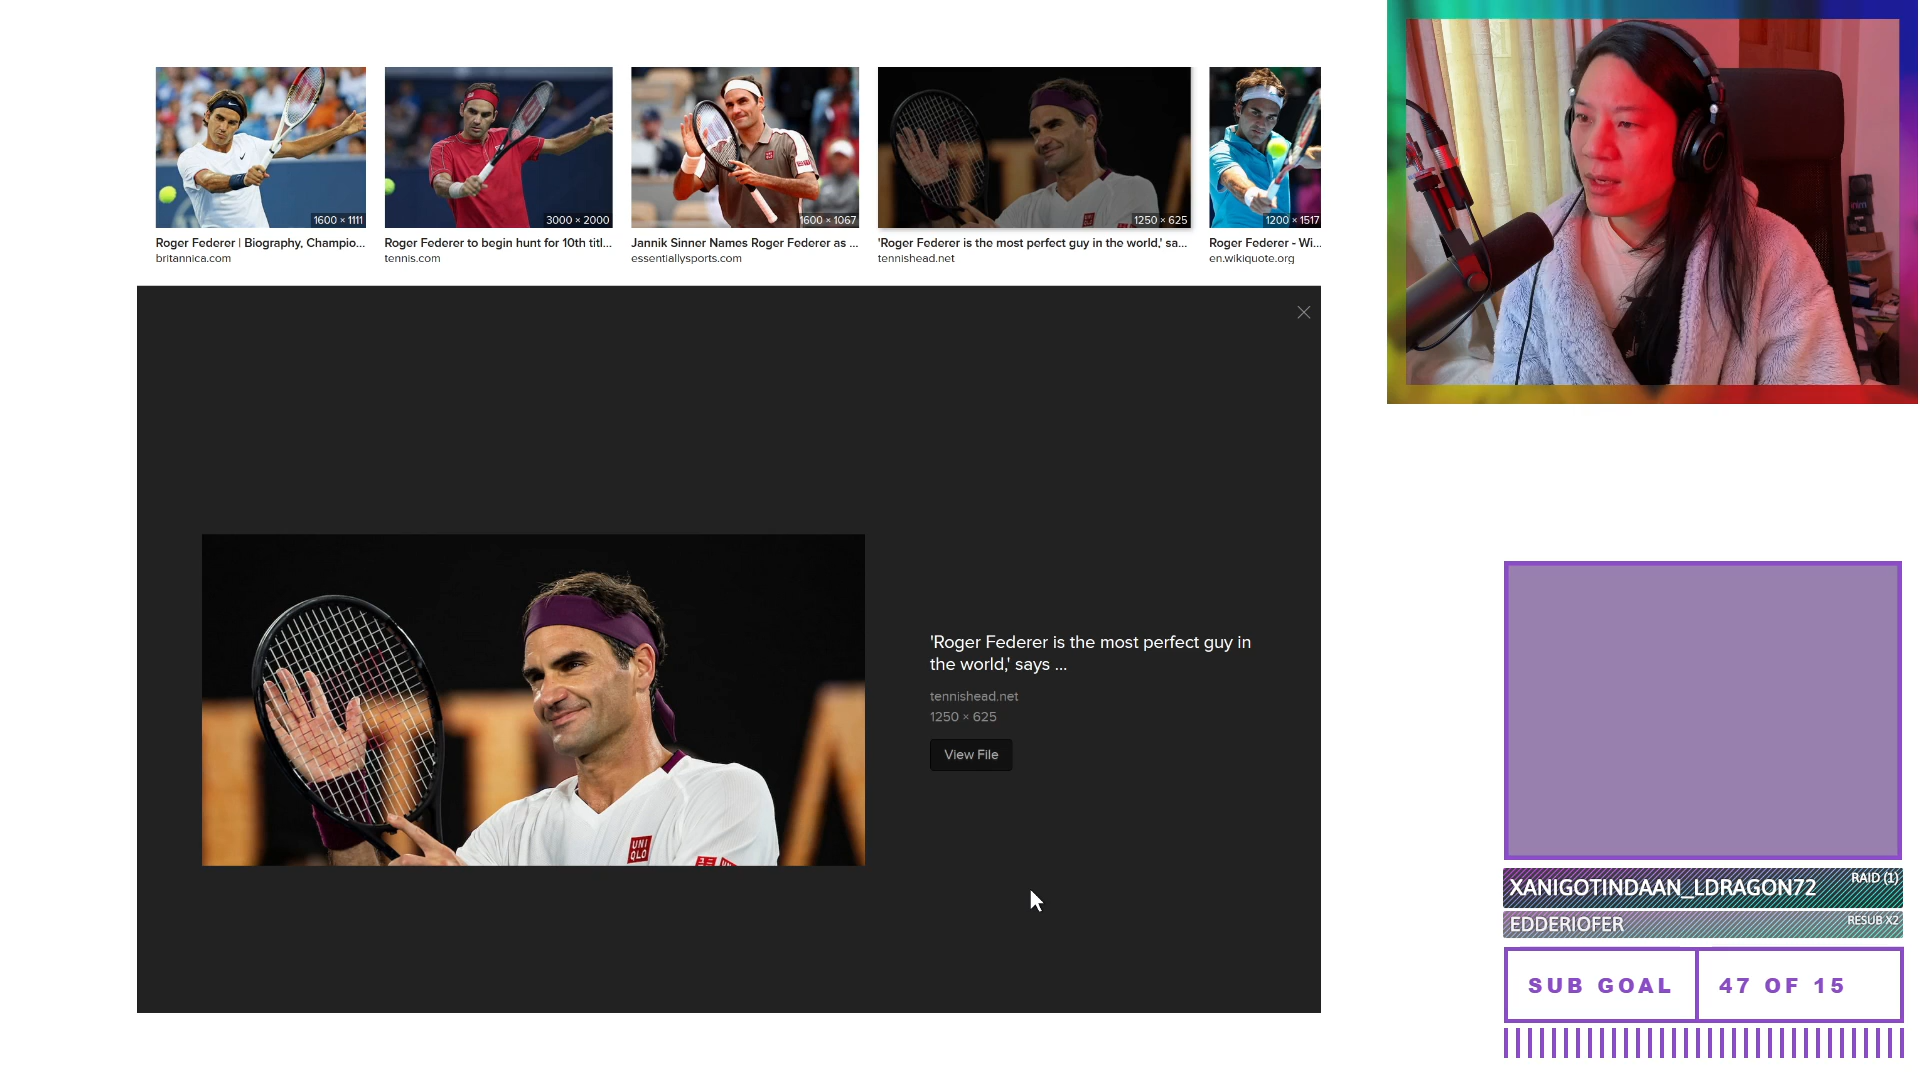 1600 × 1111
3000 × 2000
1600 × 1067
1250 × 625
1200 × 1517
Roger Federer | Biography, Champio...
Roger Federer to begin hunt for 10th titl...
Jannik Sinner Names Roger Federer as ...
'Roger Federer is the most perfect guy in the world,' sa...
Roger Federer - Wi...
britannica.com
tennis.com
essentiallysports.com
tennishead.net
en.wikiquote.org
'Roger Federer is the most perfect guy in
the world,' says ...
tennishead.net
1250 × 625
View File
UNI
QLO
XANIGOTINDAAN_LDRAGON72
RAID (1)
EDDERIOFER
RESUB X2
SUB GOAL
47 OF 15